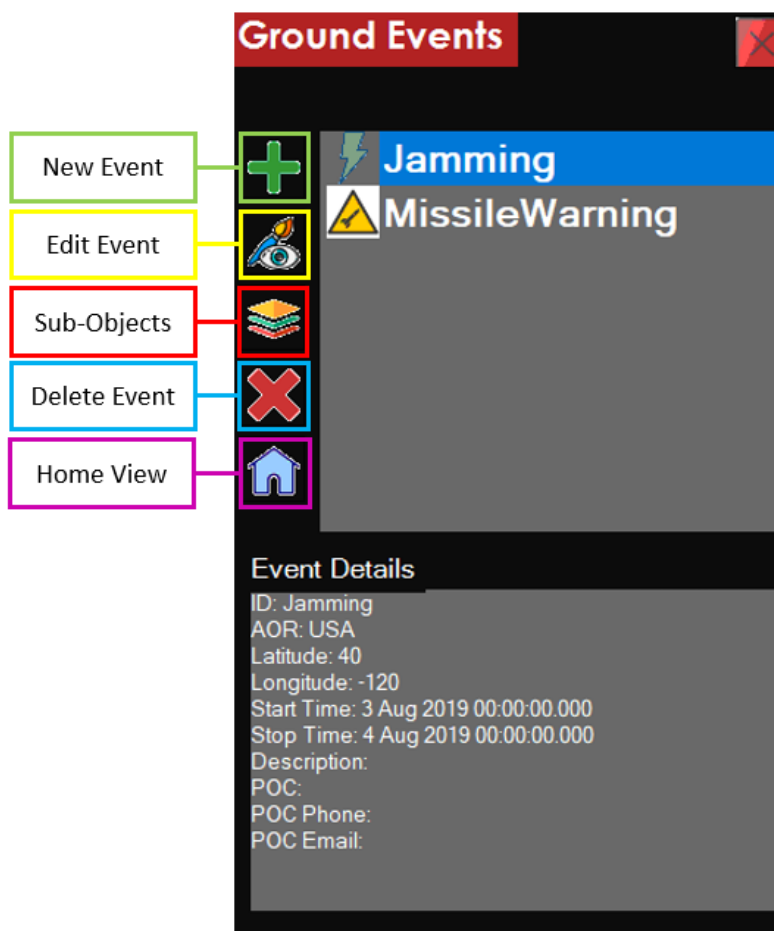 Ground Events
New Event
Edit Event
Sub-Objects
Delete Event
Home View
Jamming
MissileWarning
Event Details
ID: Jamming
AOR: USA
Latitude: 40
Longitude: -120
Start Time: 3 Aug 2019 00:00:00.000
Stop Time: 4 Aug 2019 00:00:00.000
Description:
POC:
POC Phone:
POC Email: